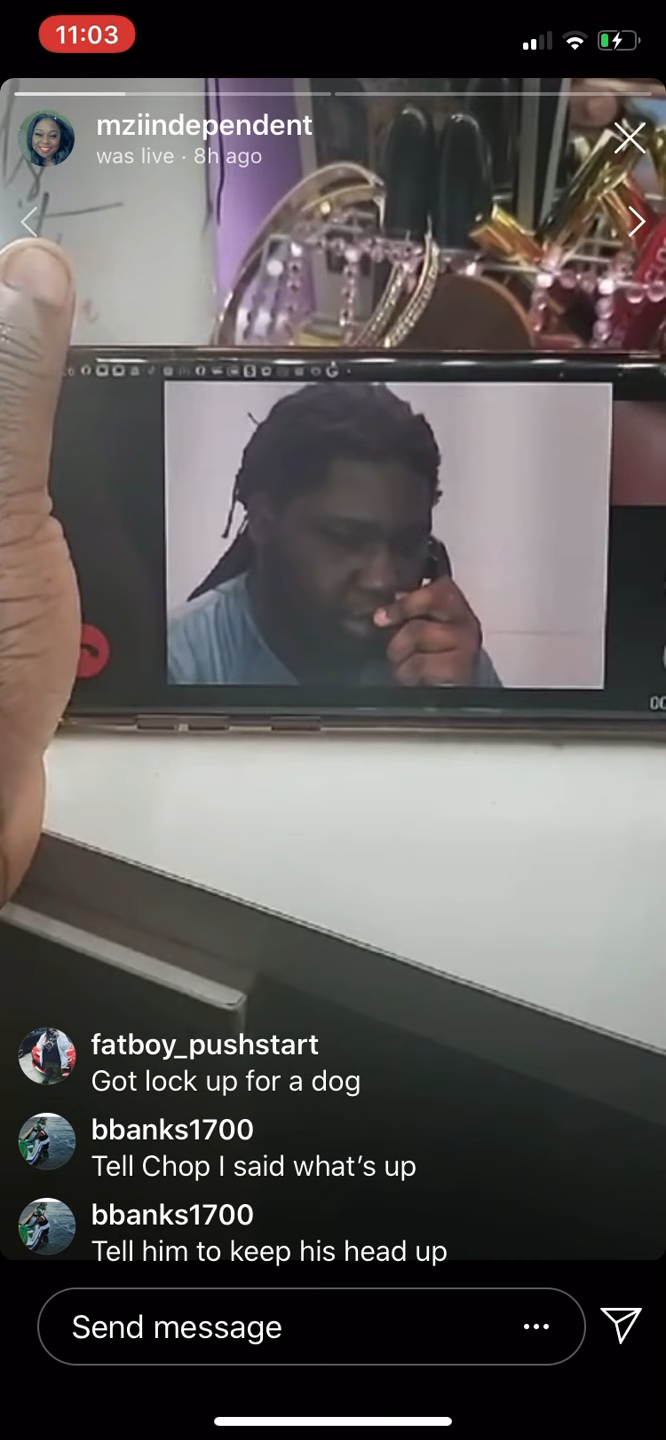 11:03
mziindependent
was live · 8h ago
fatboy_pushstart
Got lock up for a dog
bbanks1700
Tell Chop I said what’s up
bbanks1700
Tell him to keep his head up
Send message